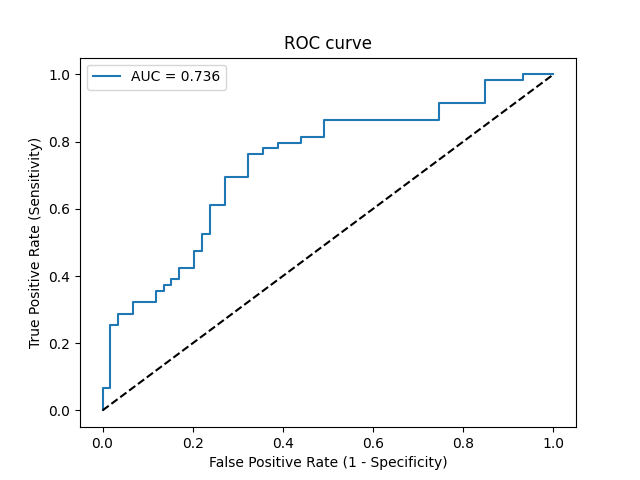 ROC curve
AUC = 0.736
True Positive Rate (Sensitivity)
1.0
0.8
0.6
0.4
0.2
0.0
0.0 0.2 0.4 0.6 0.8 1.0
False Positive Rate (1 - Specificity)